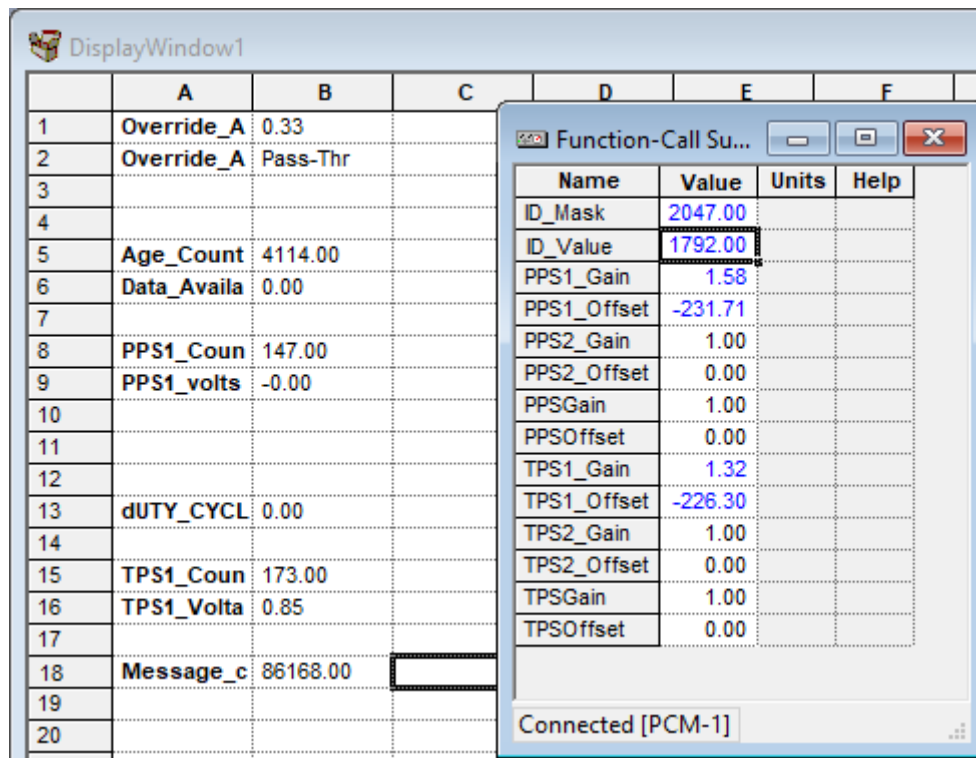 DisplayWindow1
A B C D E F
1 Override_A 0.33
2 Override_A Pass-Thr
3
4
5 Age_Count 4114.00
6 Data_Availa 0.00
7
8 PPS1_Coun 147.00
9 PPS1_volts -0.00
10
11
12
13 dUTY_CYCL 0.00
14
15 TPS1_Coun 173.00
16 TPS1_Volta 0.85
17
18 Message_c 86168.00
19
20
Function-Call Su...
Name Value Units Help
ID_Mask 2047.00
ID_Value 1792.00
PPS1_Gain 1.58
PPS1_Offset -231.71
PPS2_Gain 1.00
PPS2_Offset 0.00
PPSGain 1.00
PPSOffset 0.00
TPS1_Gain 1.32
TPS1_Offset -226.30
TPS2_Gain 1.00
TPS2_Offset 0.00
TPSGain 1.00
TPSOffset 0.00
Connected [PCM-1]